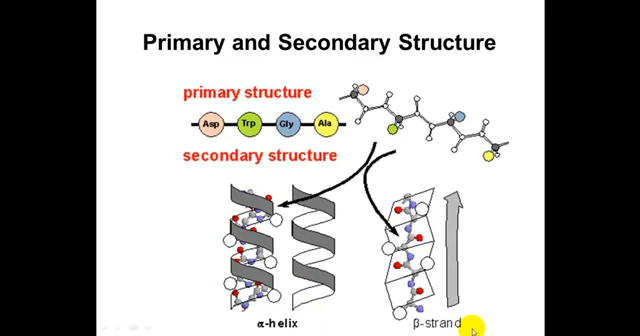 Primary and Secondary Structure
primary structure
Asp Trp Gly Ala
secondary structure
α-helix
β-strand